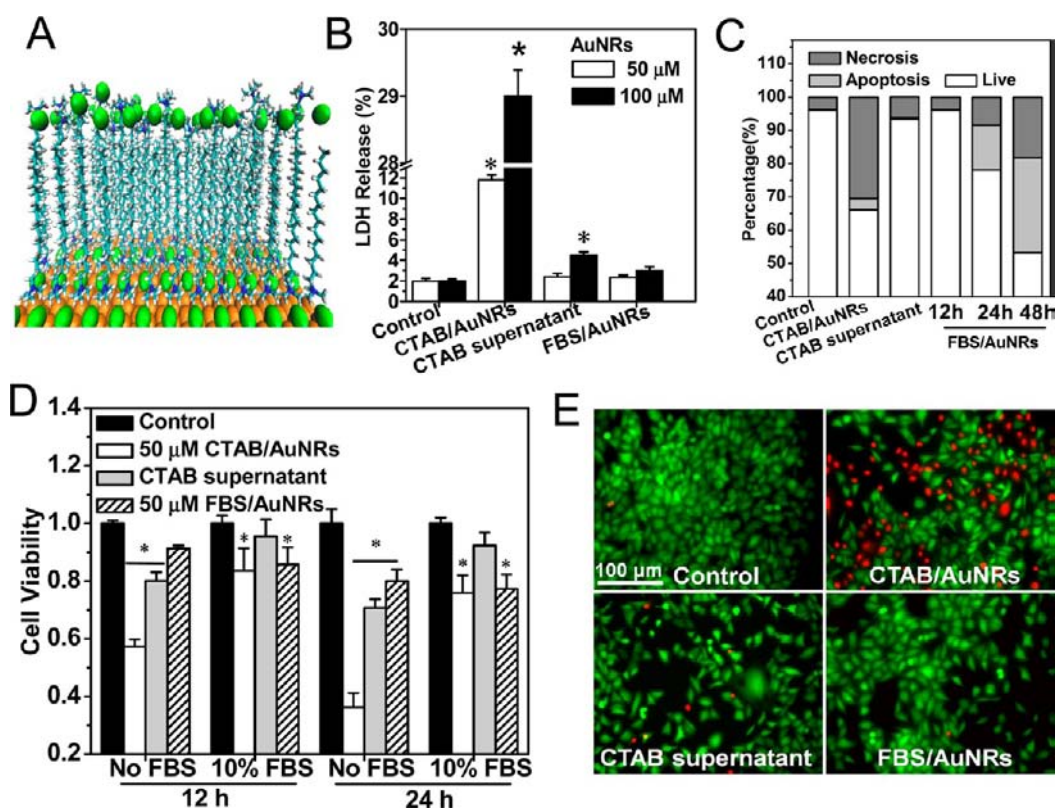 A
B
30
29
28
12
10
8
6
4
2
0
LDH Release (%)
AuNRs
50 µM
100 µM
*
*
*
Control
CTAB/AuNRs
CTAB supernatant
FBS/AuNRs
C
Necrosis
Apoptosis
Live
110
100
90
80
70
60
50
40
Percentage(%)
Control
CTAB/AuNRs
CTAB supernatant
12h 24h 48h
FBS/AuNRs
D
1.4
1.2
1.0
0.8
0.6
0.4
0.2
Cell Viability
Control
50 µM CTAB/AuNRs
CTAB supernatant
50 µM FBS/AuNRs
*
* *
*
* *
No FBS 10% FBS No FBS 10% FBS
12 h 24 h
E
100 µm
Control
CTAB/AuNRs
CTAB supernatant
FBS/AuNRs